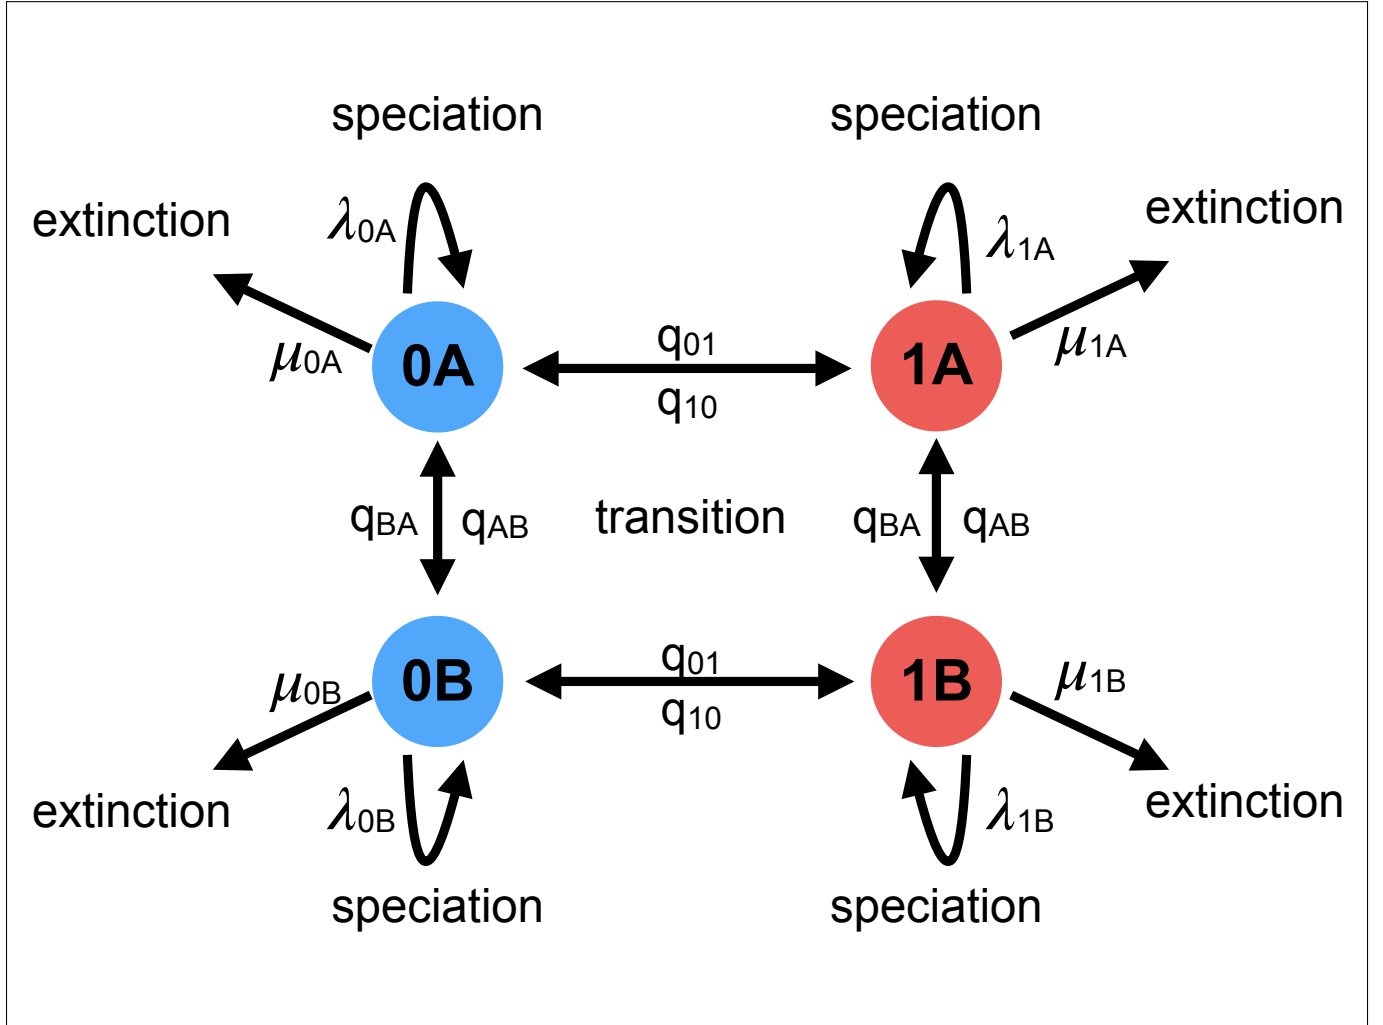 speciation
speciation
extinction
λ0A
λ1A
extinction
μ0A
0A
q01
q10
1A
μ1A
qBA
qAB
transition
qBA
qAB
μ0B
0B
q01
q10
1B
μ1B
extinction
λ0B
λ1B
extinction
speciation
speciation